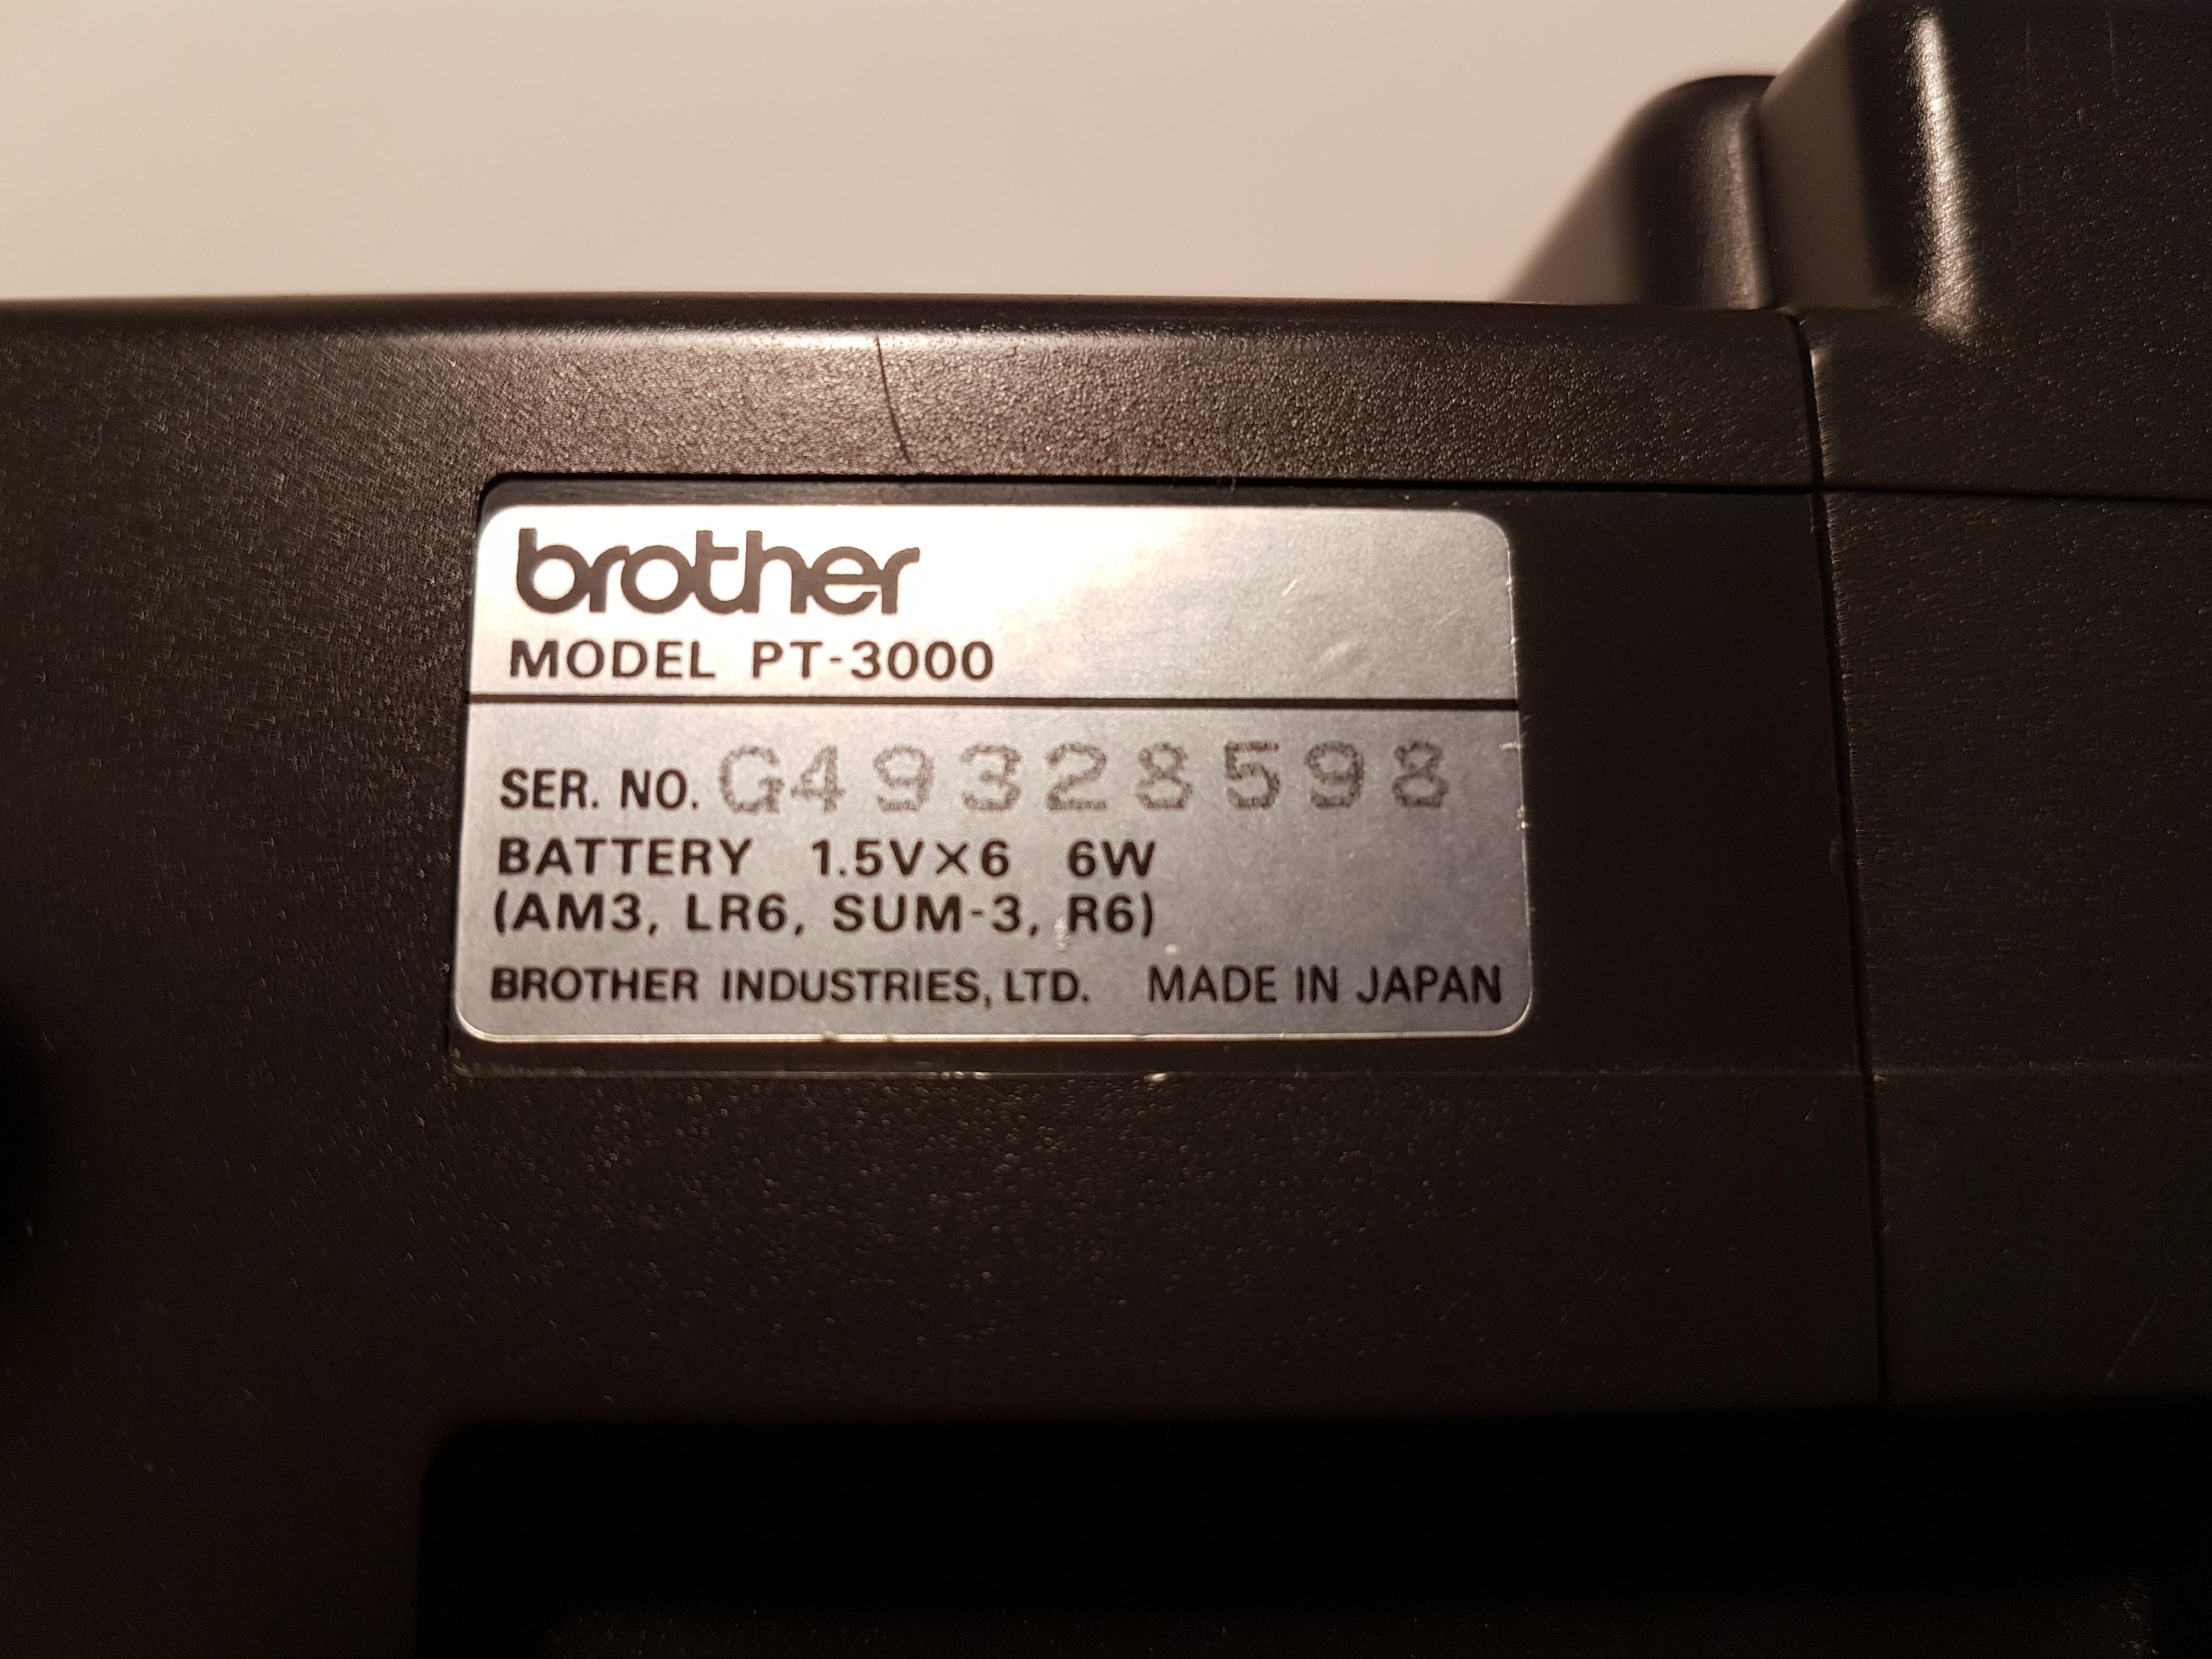 brother
MODEL PT-3000
SER. NO. G49328598
BATTERY 1.5V×6 6W
(AM3, LR6, SUM-3, R6)
BROTHER INDUSTRIES, LTD. MADE IN JAPAN